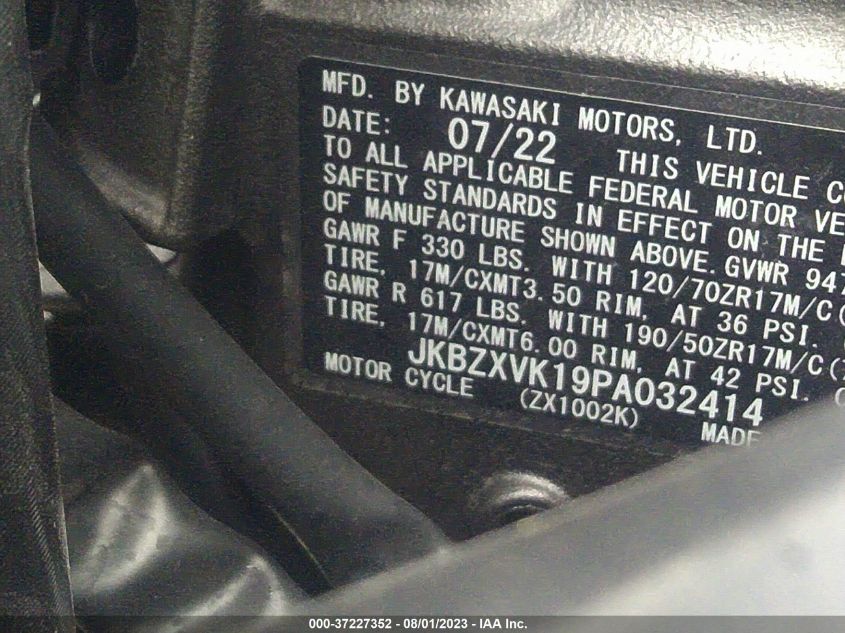 MFD. BY KAWASAKI MOTORS, LTD.
DATE: 07/22 THIS VEHICLE
TO ALL APPLICABLE FEDERAL MOTOR
SAFETY STANDARDS IN EFFECT ON THE
OF MANUFACTURE SHOWN ABOVE. GVWR 947
GAWR F 330 LBS. WITH 120/70ZR17M/C
TIRE, 17M/CXMT3.50 RIM, AT 36 PSI.
GAWR R 617 LBS. WITH 190/50ZR17M/C
TIRE, 17M/CXMT6.00 RIM, AT 42 PSI.
JKBZXVK19PA032414
MOTOR CYCLE (ZX1002K) MADE
000-37227352 - 08/01/2023 - IAA Inc.